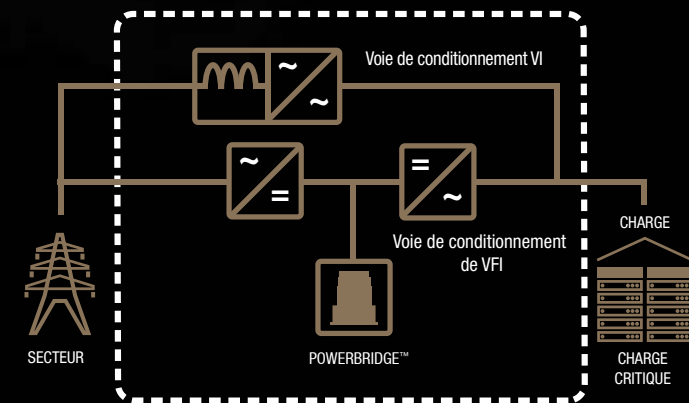 Voie de conditionnement VI
~
~
~
=
=
~
Voie de conditionnement
de VFI
CHARGE
SECTEUR
POWERBRIDGE™
CHARGE
CRITIQUE